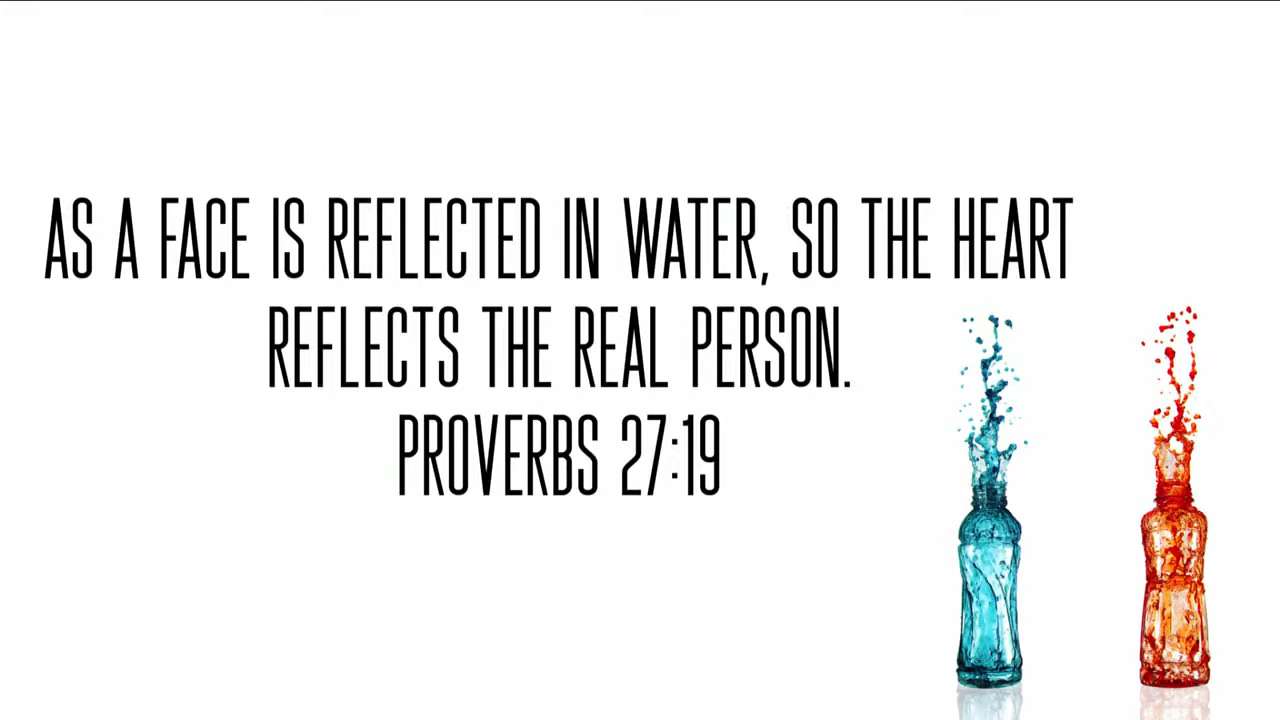 AS A FACE IS REFLECTED IN WATER, SO THE HEART
REFLECTS THE REAL PERSON.
PROVERBS 27:19